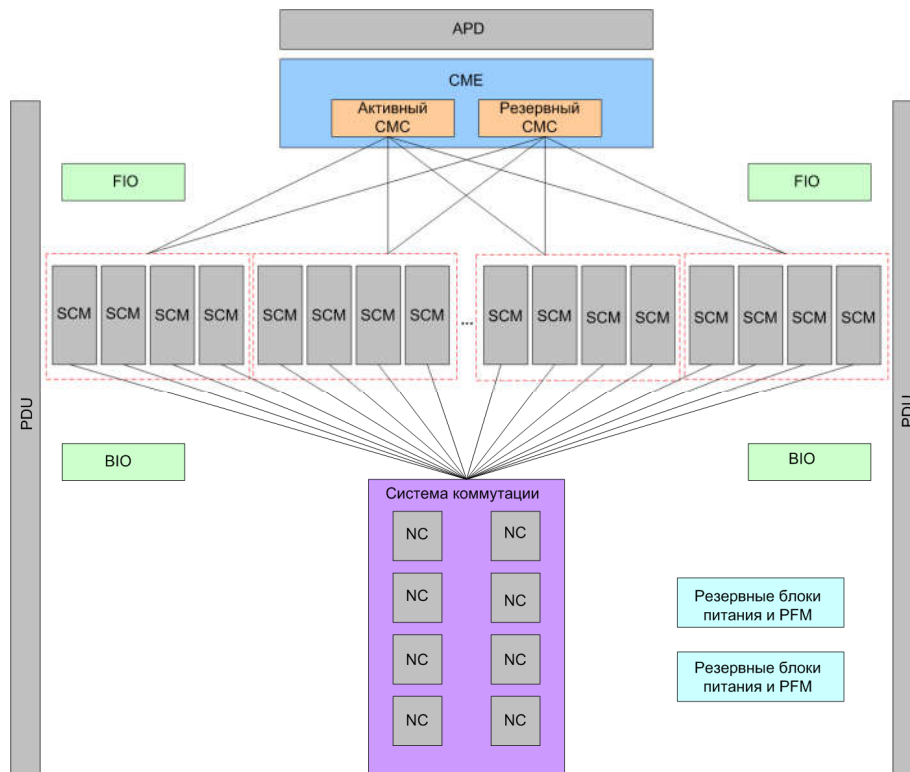 APD
CME
Активный
CMC
Резервный
CMC
FIO
FIO
SCM SCM SCM SCM SCM SCM SCM SCM ... SCM SCM SCM SCM SCM SCM SCM SCM
PDU
PDU
BIO
BIO
Система коммутации
NC NC
NC NC
NC NC
NC NC
Резервные блоки
питания и PFM
Резервные блоки
питания и PFM